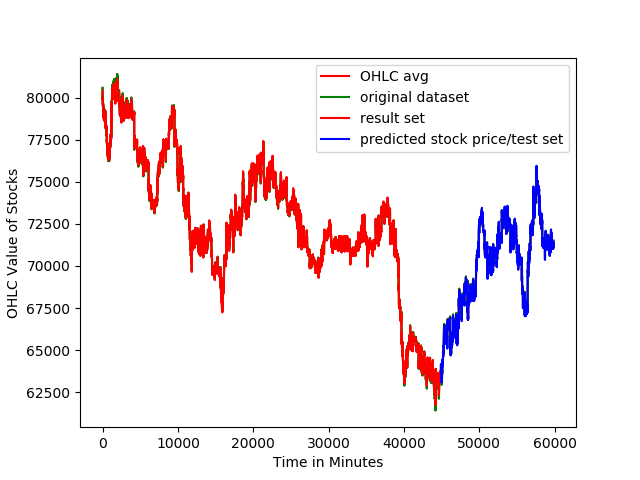 OHLC avg
original dataset
result set
predicted stock price/test set
OHLC Value of Stocks
80000
77500
75000
72500
70000
67500
65000
62500
0 10000 20000 30000 40000 50000 60000
Time in Minutes